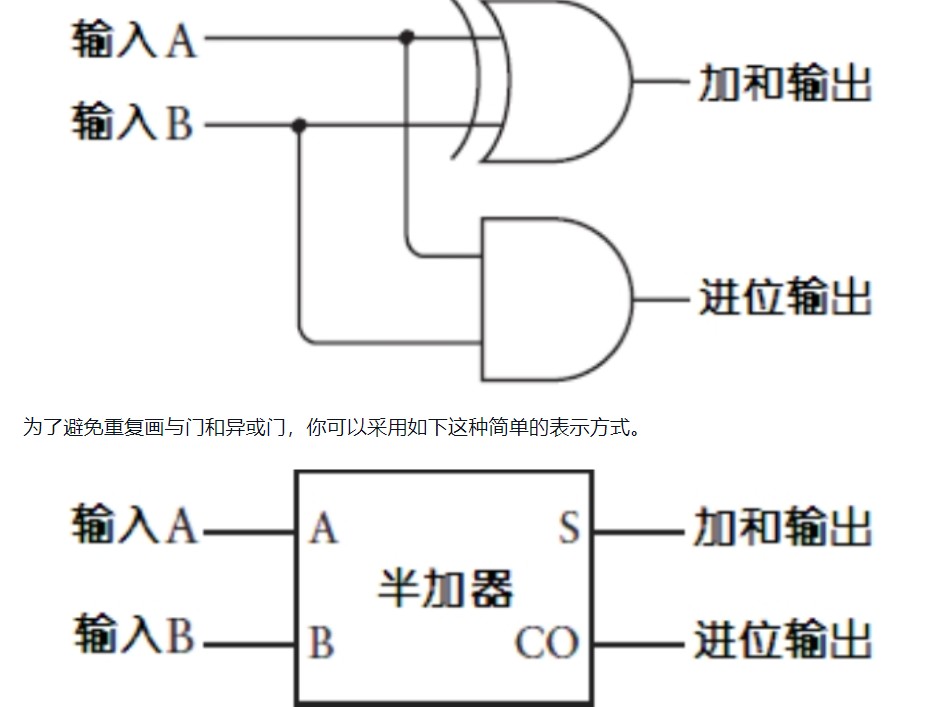 输入A
加和输出
输入B
进位输出
为了避免重复画与门和异或门，你可以采用如下这种简单的表示方式。
输入A A S 加和输出
半加器
输入B B CO 进位输出